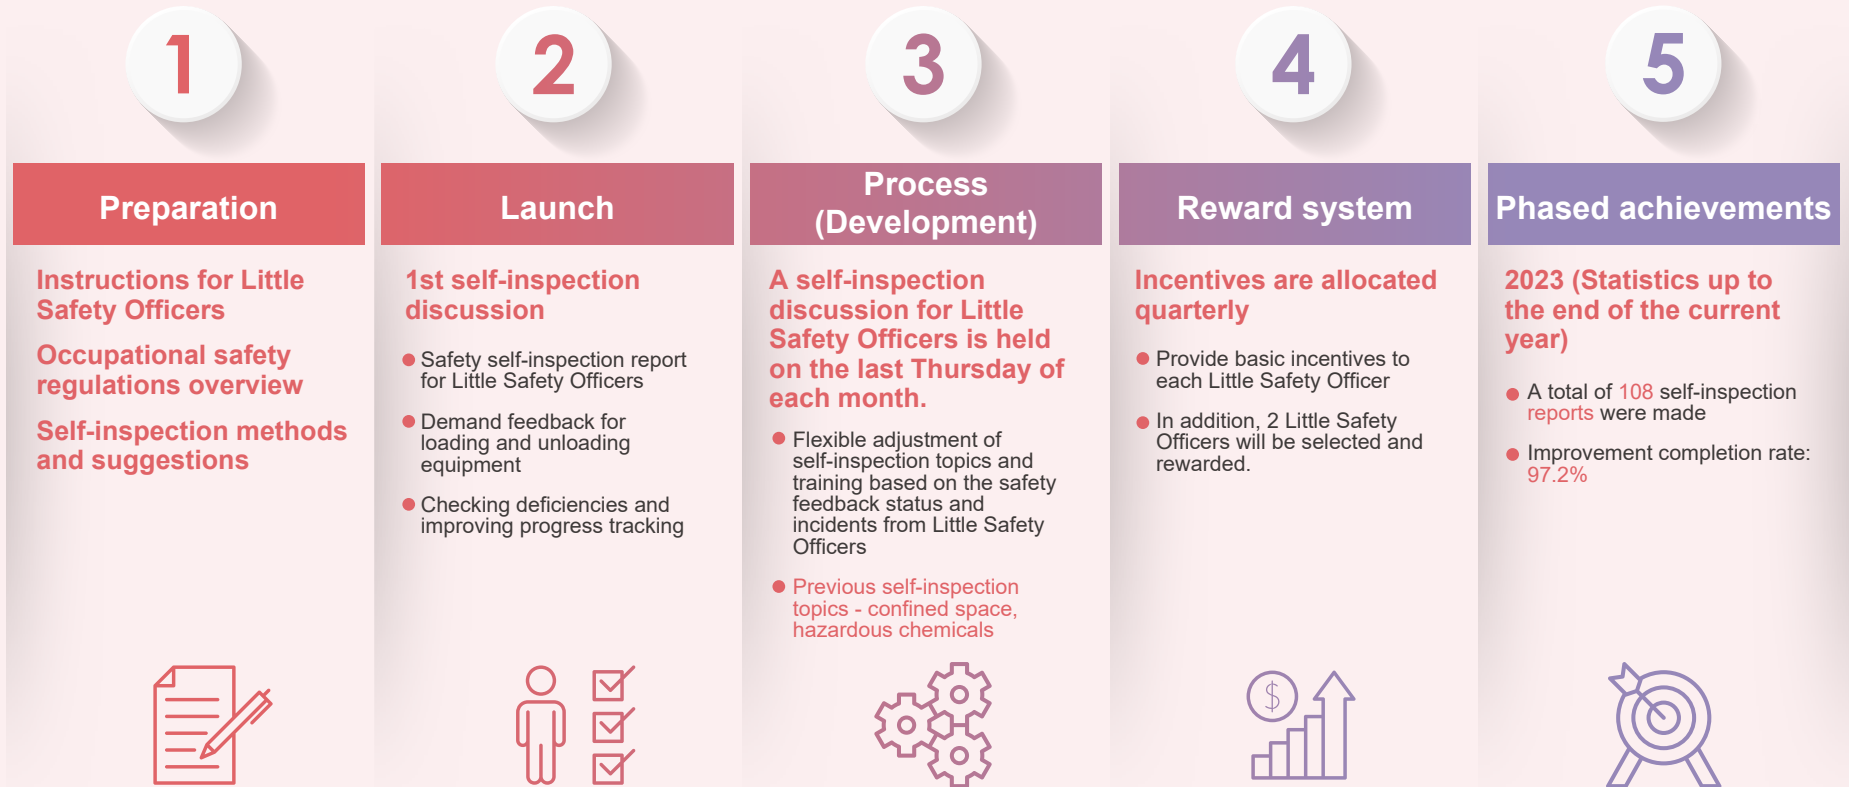 1
Preparation
Instructions for Little
Safety Officers
Occupational safety
regulations overview
Self-inspection methods
and suggestions
2
Launch
1st self-inspection
discussion
Safety self-inspection report
for Little Safety Officers
Demand feedback for
loading and unloading
equipment
Checking deficiencies and
improving progress tracking
3
Process
(Development)
A self-inspection
discussion for Little
Safety Officers is held
on the last Thursday of
each month.
Flexible adjustment of
self-inspection topics and
training based on the safety
feedback status and
incidents from Little Safety
Officers
Previous self-inspection
topics - confined space,
hazardous chemicals
4
Reward system
Incentives are allocated
quarterly
Provide basic incentives to
each Little Safety Officer
In addition, 2 Little Safety
Officers will be selected and
rewarded.
$
5
Phased achievements
2023 (Statistics up to
the end of the current
year)
A total of 108 self-inspection
reports were made
Improvement completion rate:
97.2%